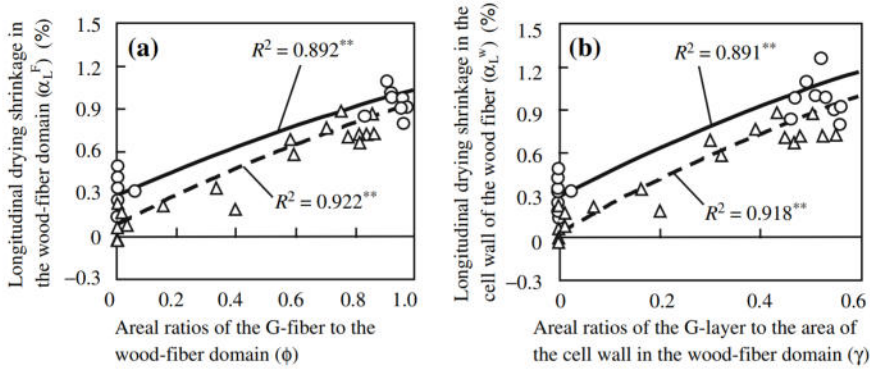 Longitudinal drying shrinkage in
the wood-fiber domain (αLF) (%)
1.5
1.2
0.9
0.6
0.3
0
−0.3
(a)
R² = 0.892**
R² = 0.922**
0
0.2
0.4
0.6
0.8
1.0
Areal ratios of the G-fiber to the
wood-fiber domain (ϕ)
Longitudinal drying shrinkage in the
cell wall of the wood fiber (αLW) (%)
1.5
1.2
0.9
0.6
0.3
0
−0.3
(b)
R² = 0.891**
R² = 0.918**
0
0.2
0.4
0.6
Areal ratios of the G-layer to the area of
the cell wall in the wood-fiber domain (γ)